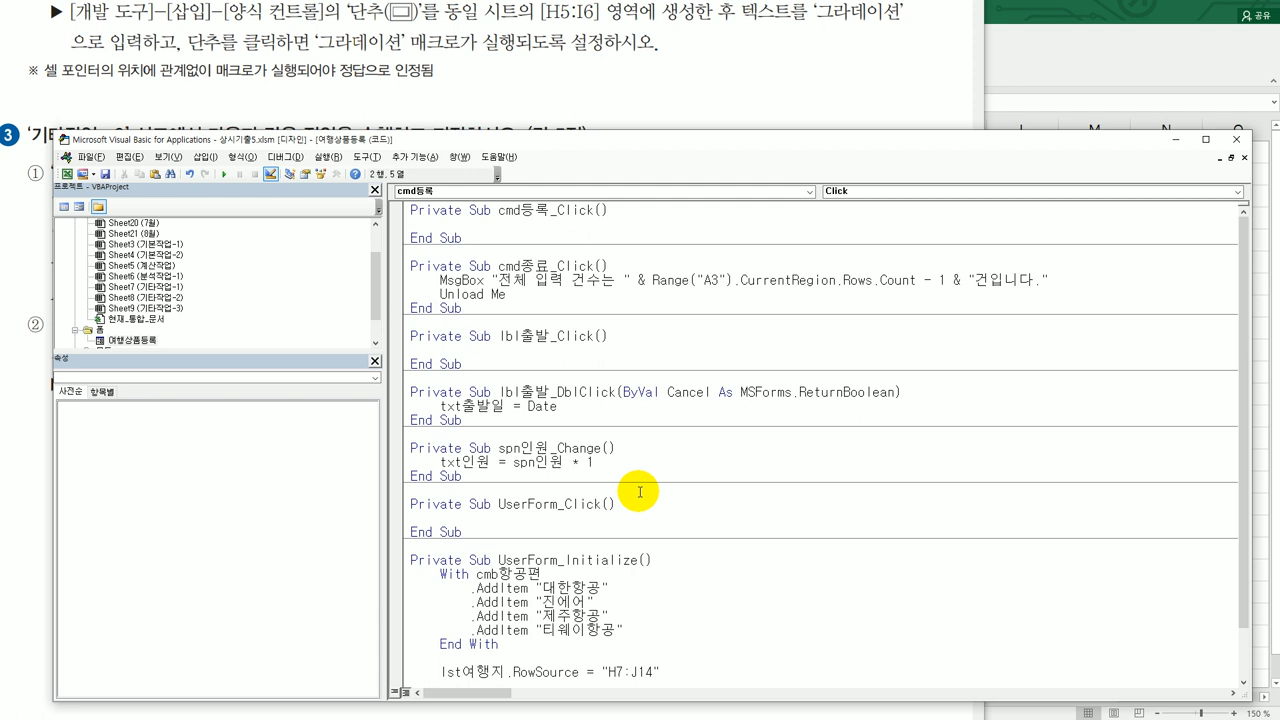 ▶ [개발 도구]-[삽입]-[양식 컨트롤]의 '단추( )'를 동일 시트의 [H5:I6] 영역에 생성한 후 텍스트를 '그라데이션'
으로 입력하고, 단추를 클릭하면 '그라데이션' 매크로가 실행되도록 설정하시오.
※ 셀 포인터의 위치에 관계없이 매크로가 실행되어야 정답으로 인정됨
공유
3
①
②
Microsoft Visual Basic for Applications - 상시기출5.xlsm [디자인] - [여행상품등록 (코드)]
파일(F) 편집(E) 보기(V) 삽입(I) 형식(O) 디버그(D) 실행(R) 도구(T) 추가 기능(A) 창(W) 도움말(H)
2 행, 5 열
프로젝트 - VBAProject
Sheet20 (7월)
Sheet21 (8월)
Sheet3 (기본작업-1)
Sheet4 (기본작업-2)
Sheet5 (계산작업)
Sheet6 (분석작업-1)
Sheet7 (기타작업-1)
Sheet8 (기타작업-2)
Sheet9 (기타작업-3)
현재_통합_문서
폼
여행상품등록
속성
사전순 항목별
cmd등록 Click
Private Sub cmd등록_Click()
End Sub
Private Sub cmd종료_Click()
MsgBox "전체 입력 건수는 " & Range("A3").CurrentRegion.Rows.Count - 1 & "건입니다."
Unload Me
End Sub
Private Sub lbl출발_Click()
End Sub
Private Sub lbl출발_DblClick(ByVal Cancel As MSForms.ReturnBoolean)
txt출발일 = Date
End Sub
Private Sub spn인원_Change()
txt인원 = spn인원 * 1
End Sub
Private Sub UserForm_Click()
End Sub
Private Sub UserForm_Initialize()
With cmb항공편
.AddItem "대한항공"
.AddItem "진에어"
.AddItem "제주항공"
.AddItem "티웨이항공"
End With
lst여행지.RowSource = "H7:J14"
150 %